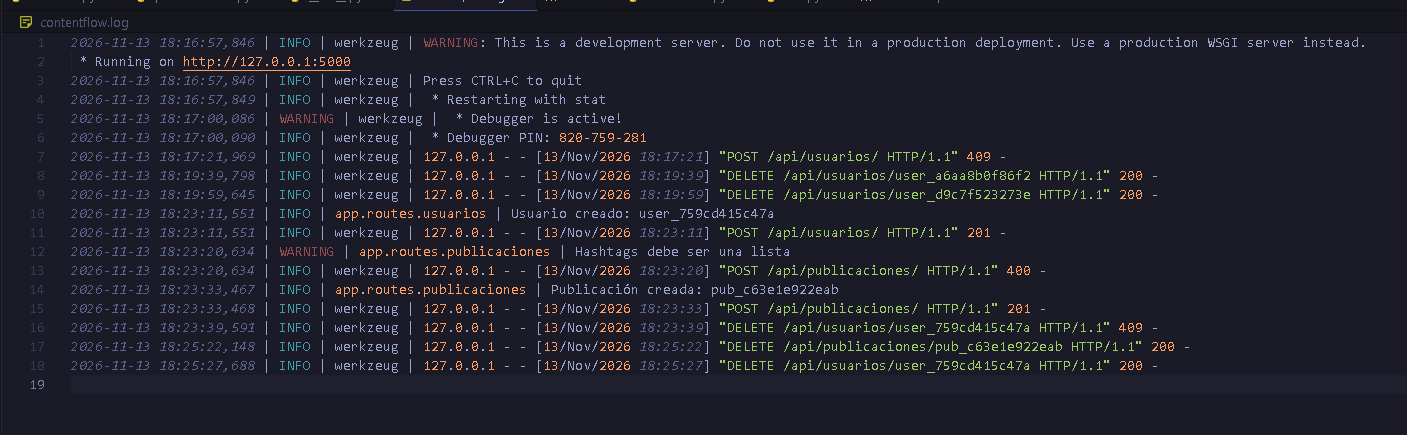 contentflow.log
1 2026-11-13 18:16:57,846 | INFO | werkzeug | WARNING: This is a development server. Do not use it in a production deployment. Use a production WSGI server instead.
2 * Running on http://127.0.0.1:5000
3 2026-11-13 18:16:57,846 | INFO | werkzeug | Press CTRL+C to quit
4 2026-11-13 18:16:57,849 | INFO | werkzeug |  * Restarting with stat
5 2026-11-13 18:17:00,086 | WARNING | werkzeug |  * Debugger is active!
6 2026-11-13 18:17:00,090 | INFO | werkzeug |  * Debugger PIN: 820-759-281
7 2026-11-13 18:17:21,969 | INFO | werkzeug | 127.0.0.1 - - [13/Nov/2026 18:17:21] "POST /api/usuarios/ HTTP/1.1" 409 -
8 2026-11-13 18:19:39,798 | INFO | werkzeug | 127.0.0.1 - - [13/Nov/2026 18:19:39] "DELETE /api/usuarios/user_a6aa8b0f86f2 HTTP/1.1" 200 -
9 2026-11-13 18:19:59,645 | INFO | werkzeug | 127.0.0.1 - - [13/Nov/2026 18:19:59] "DELETE /api/usuarios/user_d9c7f523273e HTTP/1.1" 200 -
10 2026-11-13 18:23:11,551 | INFO | app.routes.usuarios | Usuario creado: user_759cd415c47a
11 2026-11-13 18:23:11,551 | INFO | werkzeug | 127.0.0.1 - - [13/Nov/2026 18:23:11] "POST /api/usuarios/ HTTP/1.1" 201 -
12 2026-11-13 18:23:20,634 | WARNING | app.routes.publicaciones | Hashtags debe ser una lista
13 2026-11-13 18:23:20,634 | INFO | werkzeug | 127.0.0.1 - - [13/Nov/2026 18:23:20] "POST /api/publicaciones/ HTTP/1.1" 400 -
14 2026-11-13 18:23:33,467 | INFO | app.routes.publicaciones | Publicación creada: pub_c63e1e922eab
15 2026-11-13 18:23:33,468 | INFO | werkzeug | 127.0.0.1 - - [13/Nov/2026 18:23:33] "POST /api/publicaciones/ HTTP/1.1" 201 -
16 2026-11-13 18:23:39,591 | INFO | werkzeug | 127.0.0.1 - - [13/Nov/2026 18:23:39] "DELETE /api/usuarios/user_759cd415c47a HTTP/1.1" 409 -
17 2026-11-13 18:25:22,148 | INFO | werkzeug | 127.0.0.1 - - [13/Nov/2026 18:25:22] "DELETE /api/publicaciones/pub_c63e1e922eab HTTP/1.1" 200 -
18 2026-11-13 18:25:27,688 | INFO | werkzeug | 127.0.0.1 - - [13/Nov/2026 18:25:27] "DELETE /api/usuarios/user_759cd415c47a HTTP/1.1" 200 -
19